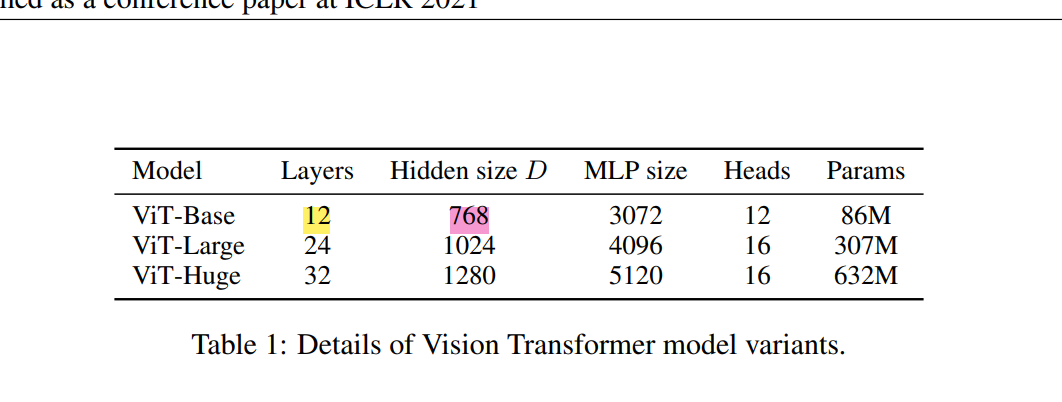 as a conference paper at ICLR 2021
Model Layers Hidden size D MLP size Heads Params
ViT-Base 12 768 3072 12 86M
ViT-Large 24 1024 4096 16 307M
ViT-Huge 32 1280 5120 16 632M
Table 1: Details of Vision Transformer model variants.